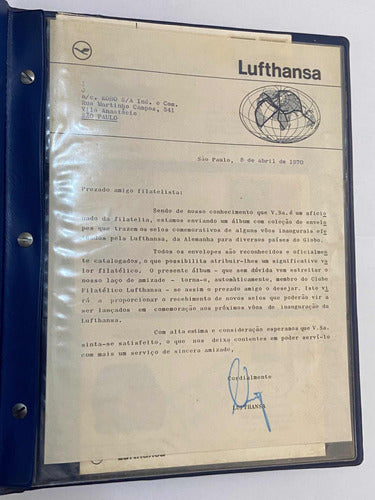 Lufthansa
a/c. ROHO S/A Ind. e Com.
Rua Martinho Campos, 541
Vila Anastácio
SÃO PAULO
São Paulo, 8 de abril de 1970
Prezado amigo filatelista:
Sendo de nosso conhecimento que V.Sa. é um aficio
nado da filatelia, estamos enviando um álbum com coleção de envelo
pes que trazem os selos comemorativos de alguns vôos inaugurais efe
tuados pela Lufthansa, da Alemanha para diversos países do Globo.
Todos os envelopes são reconhecidos e oficialmen
te catalogados, o que possibilita atribuir-lhes um significativo va
lor filatélico. O presente álbum - que sem dúvida vem estreitar o
nosso laço de amizade - torna-o, automàticamente, membro do Clube
Filatélico Lufthansa - se assim o prezado amigo o desejar. Isto vi
rá a proporcionar o recebimento de novos selos que poderão vir a
ser lançados em comemoração aos próximos vôos de inauguração da
Lufthansa.
Com alta estima e consideração esperamos que V.Sa.
sinta-se satisfeito, o que nos deixa contentes em poder serví-lo
com mais um serviço de sincera amizade.
Cordialmente
LUFTHANSA